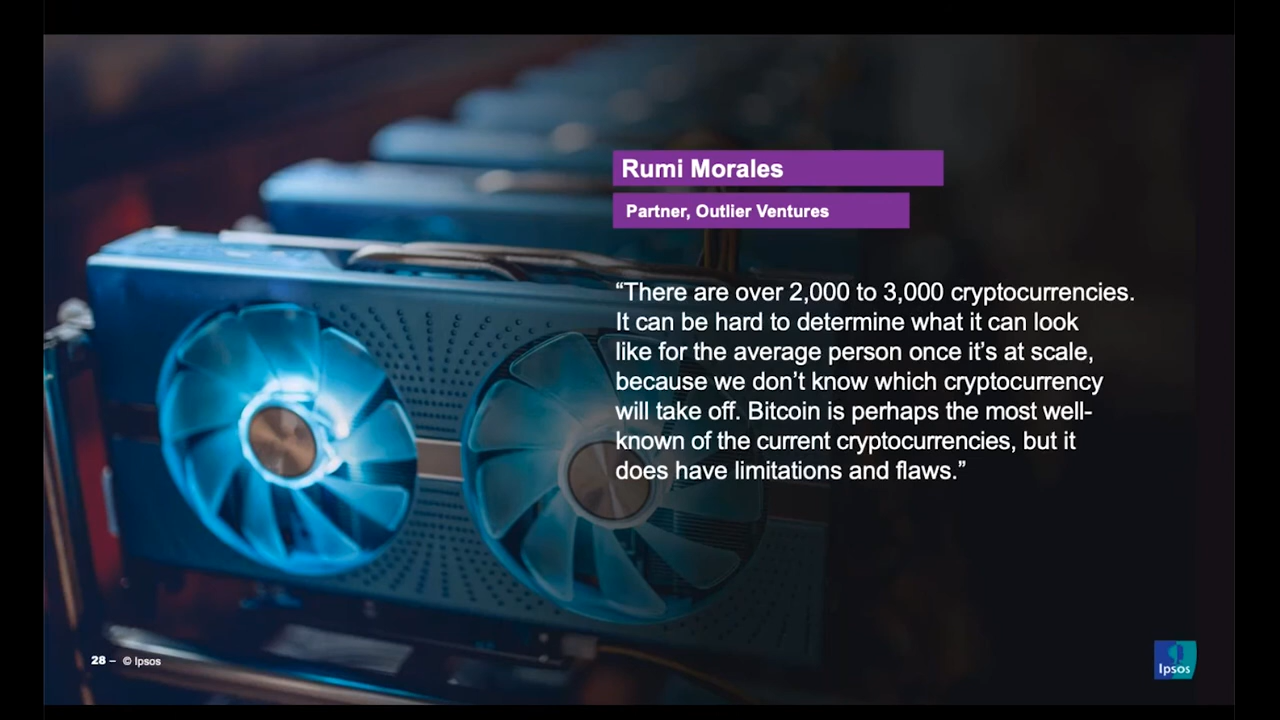 Rumi Morales
Partner, Outlier Ventures
“There are over 2,000 to 3,000 cryptocurrencies.
It can be hard to determine what it can look
like for the average person once it’s at scale,
because we don’t know which cryptocurrency
will take off. Bitcoin is perhaps the most well-
known of the current cryptocurrencies, but it
does have limitations and flaws.”
28 – © Ipsos
Ipsos